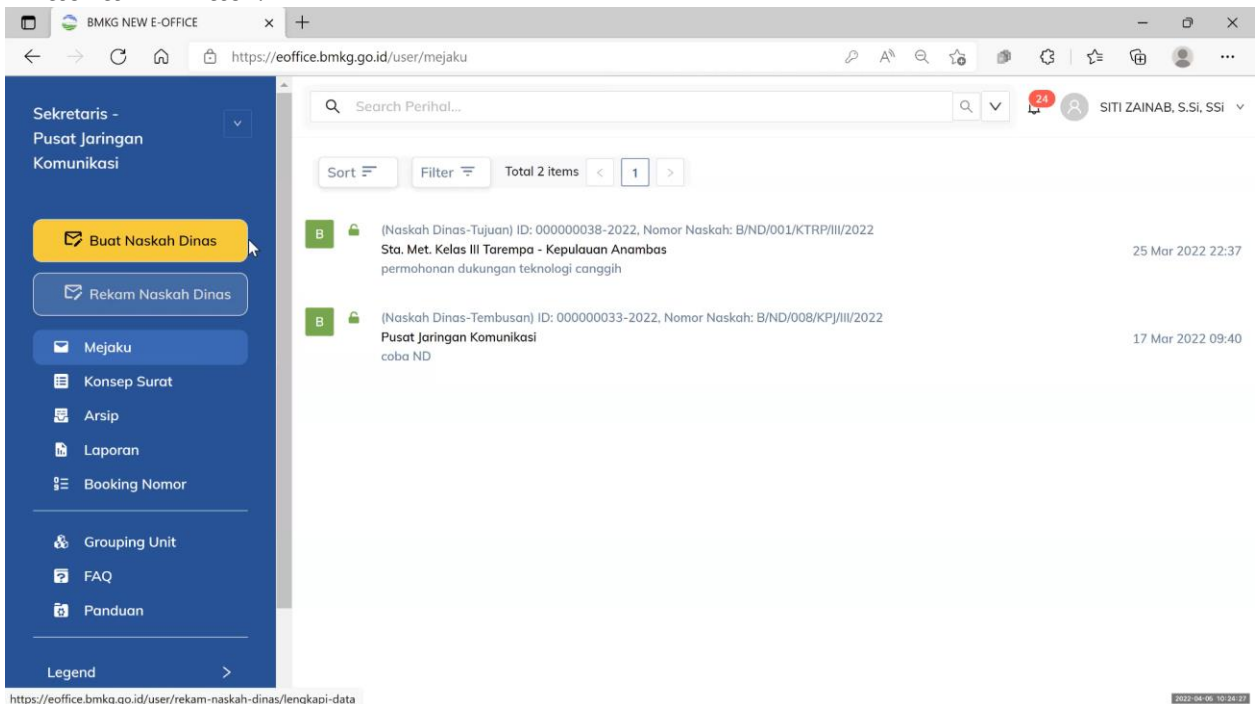 BMKG NEW E-OFFICE
https://eoffice.bmkg.go.id/user/mejaku
Sekretaris -
Pusat Jaringan
Komunikasi
Search Perihal...
24
SITI ZAINAB, S.Si, SSi
Sort
Filter
Total 2 items < 1 >
Buat Naskah Dinas
Rekam Naskah Dinas
Mejaku
Konsep Surat
Arsip
Laporan
Booking Nomor
Grouping Unit
FAQ
Panduan
Legend >
B
(Naskah Dinas-Tujuan) ID: 000000038-2022, Nomor Naskah: B/ND/001/KTRP/III/2022
Sta. Met. Kelas III Tarempa - Kepulauan Anambas
permohonan dukungan teknologi canggih
25 Mar 2022 22:37
B
(Naskah Dinas-Tembusan) ID: 000000033-2022, Nomor Naskah: B/ND/008/KPJ/III/2022
Pusat Jaringan Komunikasi
coba ND
17 Mar 2022 09:40
https://eoffice.bmkg.go.id/user/rekam-naskah-dinas/lengkapi-data
2022-04-05 10:24:27